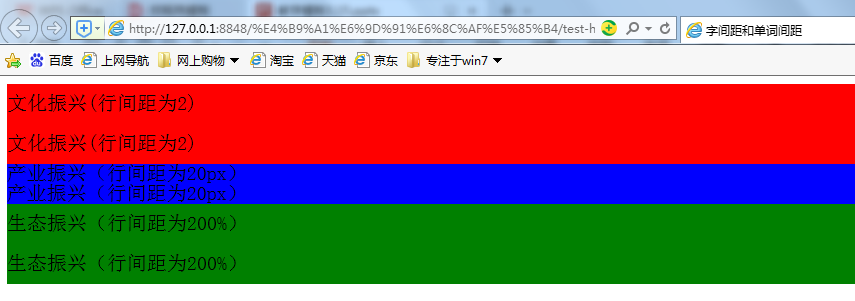 http://127.0.0.1:8848/%E4%B9%A1%E6%9D%91%E6%8C%AF%E5%85%B4/test-h
字间距和单词间距
百度 上网导航 网上购物 淘宝 天猫 京东 专注于win7
文化振兴(行间距为2)
文化振兴(行间距为2)
产业振兴（行间距为20px）
产业振兴（行间距为20px）
生态振兴（行间距为200%）
生态振兴（行间距为200%）